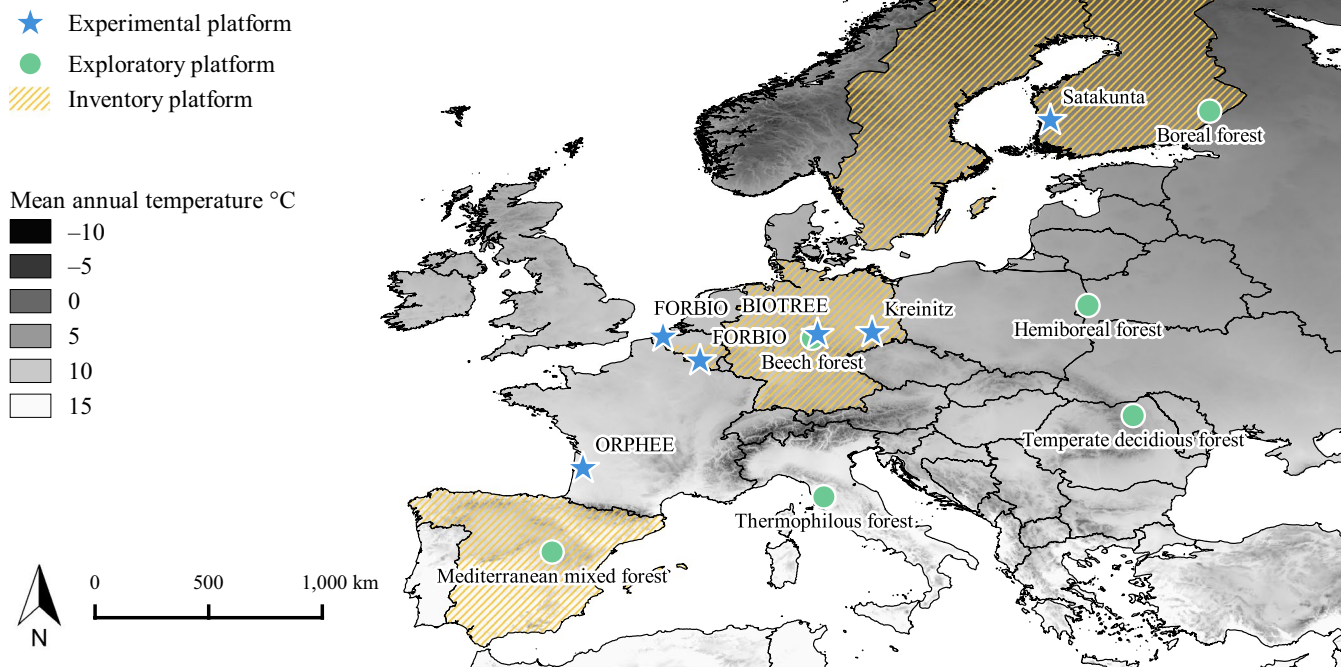 Experimental platform
Exploratory platform
Inventory platform
Mean annual temperature °C
–10
–5
0
5
10
15
Satakunta
Boreal forest
FORBIO
BIOTREE
Kreinitz
Hemiboreal forest
FORBIO
Beech forest
Temperate decidious forest
ORPHEE
Thermophilous forest
Mediterranean mixed forest
0 500 1,000 km
N